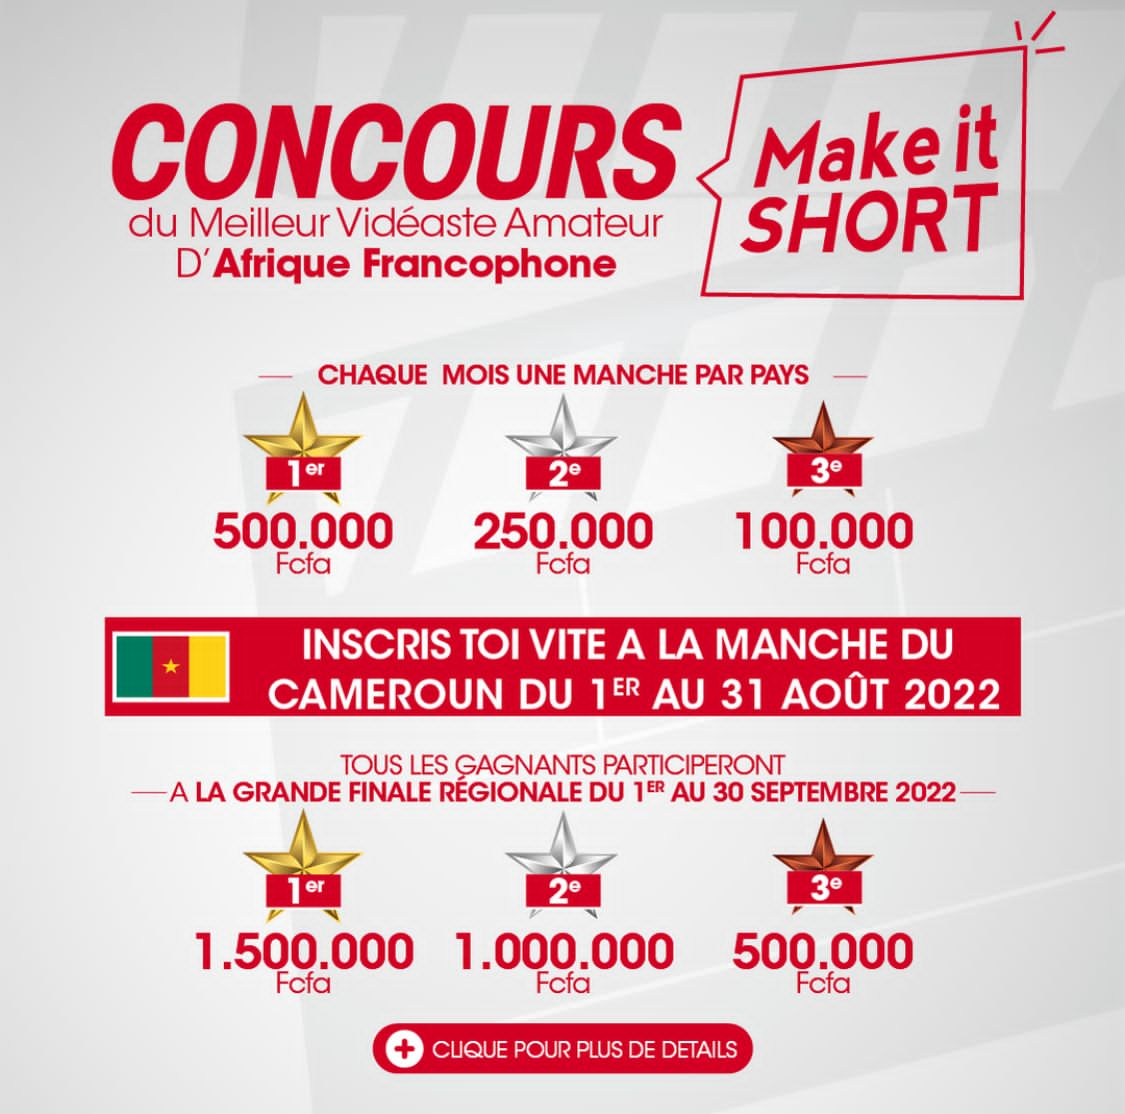 CONCOURS
du Meilleur Vidéaste Amateur
D'Afrique Francophone
Make it
SHORT
CHAQUE MOIS UNE MANCHE PAR PAYS
1er 2e 3e
500.000 250.000 100.000
Fcfa Fcfa Fcfa
INSCRIS TOI VITE A LA MANCHE DU
CAMEROUN DU 1ER AU 31 AOÛT 2022
TOUS LES GAGNANTS PARTICIPERONT
A LA GRANDE FINALE RÉGIONALE DU 1ER AU 30 SEPTEMBRE 2022
1er 2e 3e
1.500.000 1.000.000 500.000
Fcfa Fcfa Fcfa
CLIQUE POUR PLUS DE DETAILS